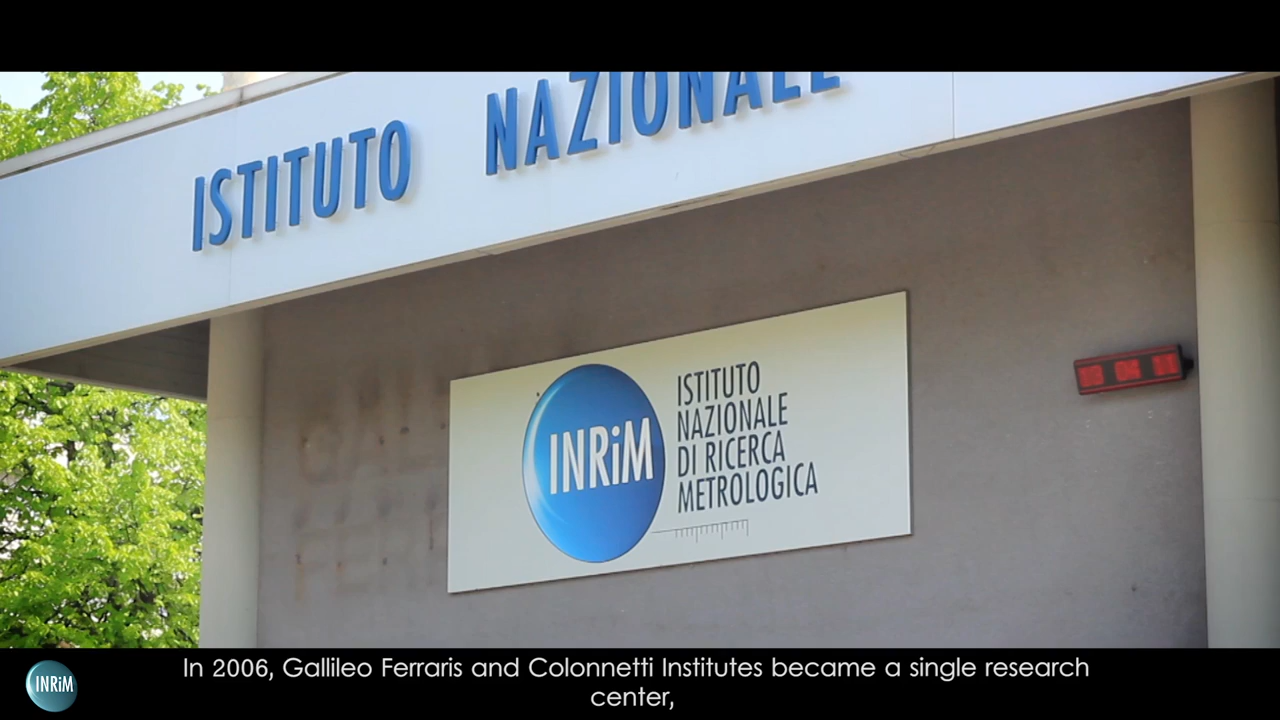 ISTITUTO NAZIONALE
INRiM
ISTITUTO
NAZIONALE
DI RICERCA
METROLOGICA
INRiM
In 2006, Gallileo Ferraris and Colonnetti Institutes became a single research
center,